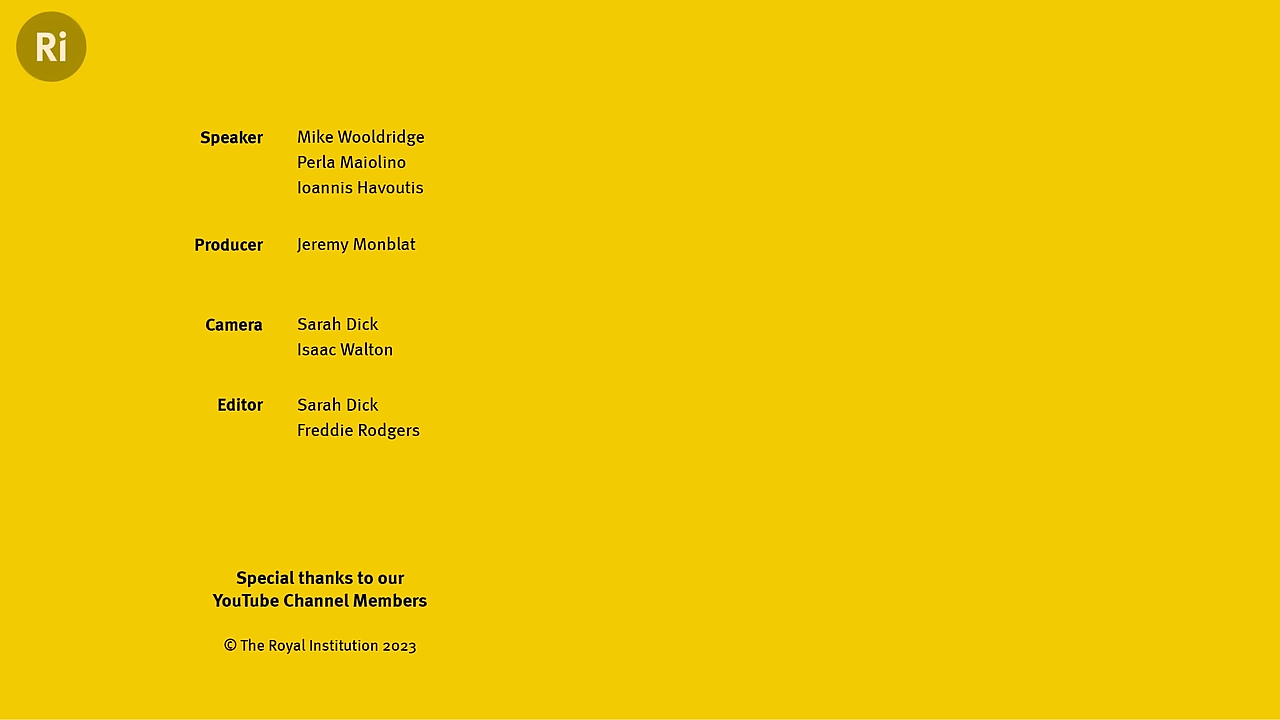 Ri
Speaker Mike Wooldridge
Perla Maiolino
Ioannis Havoutis
Producer Jeremy Monblat
Camera Sarah Dick
Isaac Walton
Editor Sarah Dick
Freddie Rodgers
Special thanks to our
YouTube Channel Members
© The Royal Institution 2023